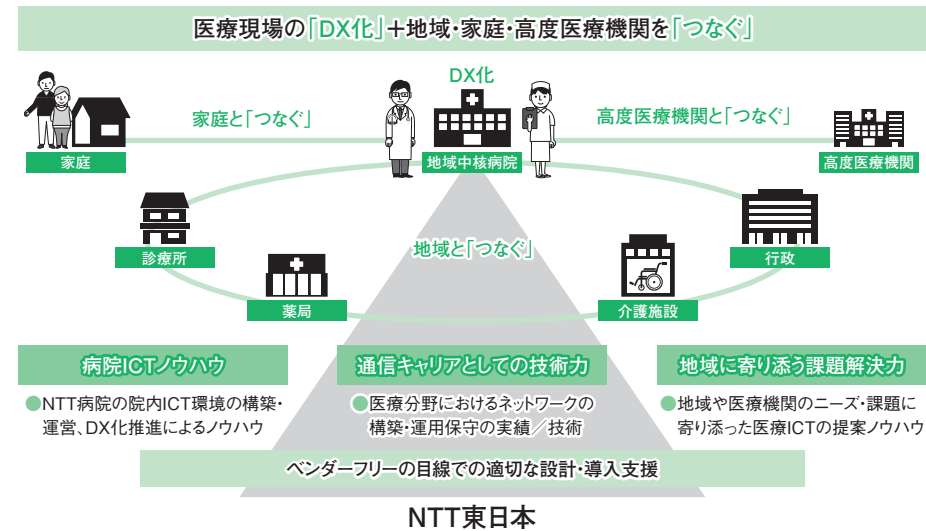 医療現場の「DX化」＋地域・家庭・高度医療機関を「つなぐ」
DX化
家庭と「つなぐ」
高度医療機関と「つなぐ」
家庭
地域中核病院
高度医療機関
地域と「つなぐ」
診療所
行政
薬局
介護施設
病院ICTノウハウ
●NTT病院の院内ICT環境の構築・
運営、DX化推進によるノウハウ
通信キャリアとしての技術力
●医療分野におけるネットワークの
構築・運用保守の実績／技術
地域に寄り添う課題解決力
●地域や医療機関のニーズ・課題に
寄り添った医療ICTの提案ノウハウ
ベンダーフリーの目線での適切な設計・導入支援
NTT東日本